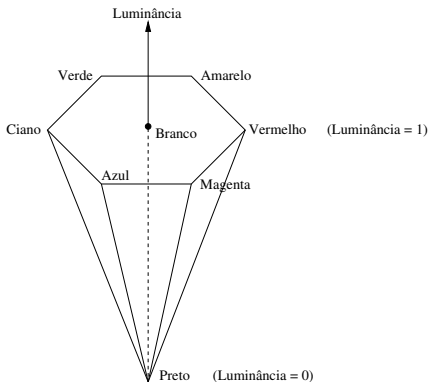 Luminância
Verde
Amarelo
Ciano
Branco
Vermelho (Luminância = 1)
Azul
Magenta
Preto (Luminância = 0)